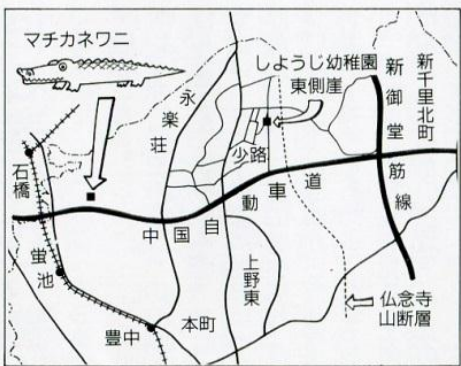 マチカネワニ
しょうじ幼稚園
東側崖
新千里北町
新御堂筋線
永楽荘
少路
石橋
中国自動車道
蛍池
上野東
豊中
本町
仏念寺
山断層